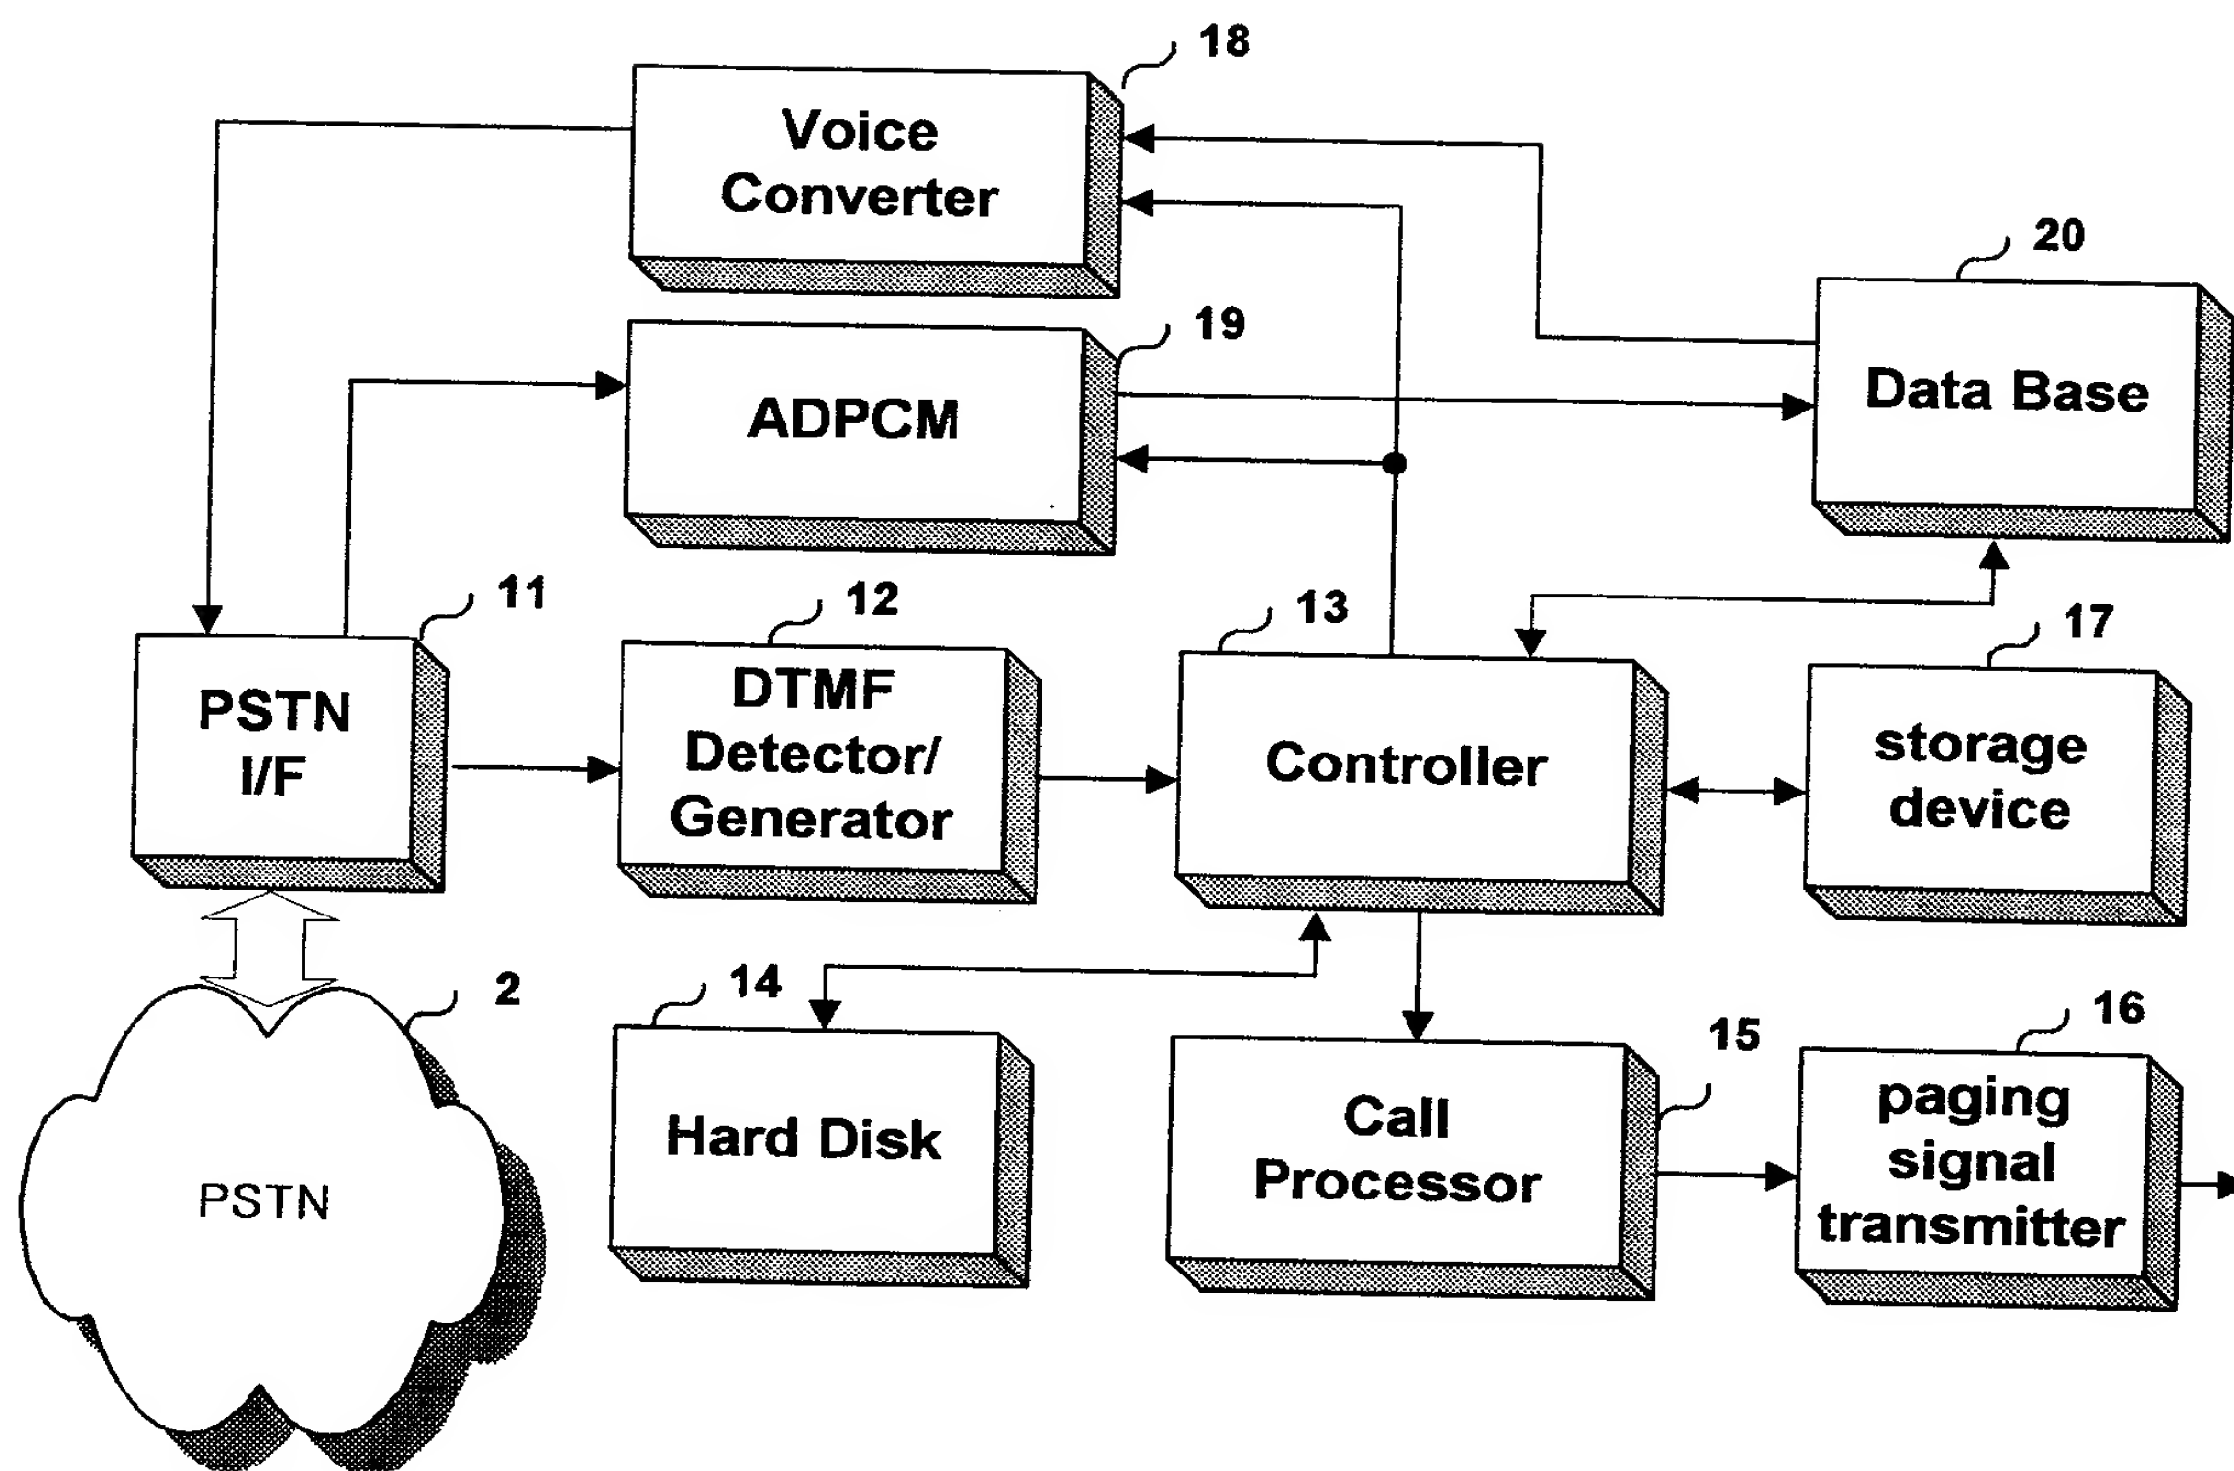 18
Voice
Converter
20
19
Data Base
ADPCM
11
12
13
17
PSTN
I/F
DTMF
Detector/
Generator
Controller
storage
device
2
14
15
16
PSTN
Hard Disk
Call
Processor
paging
signal
transmitter